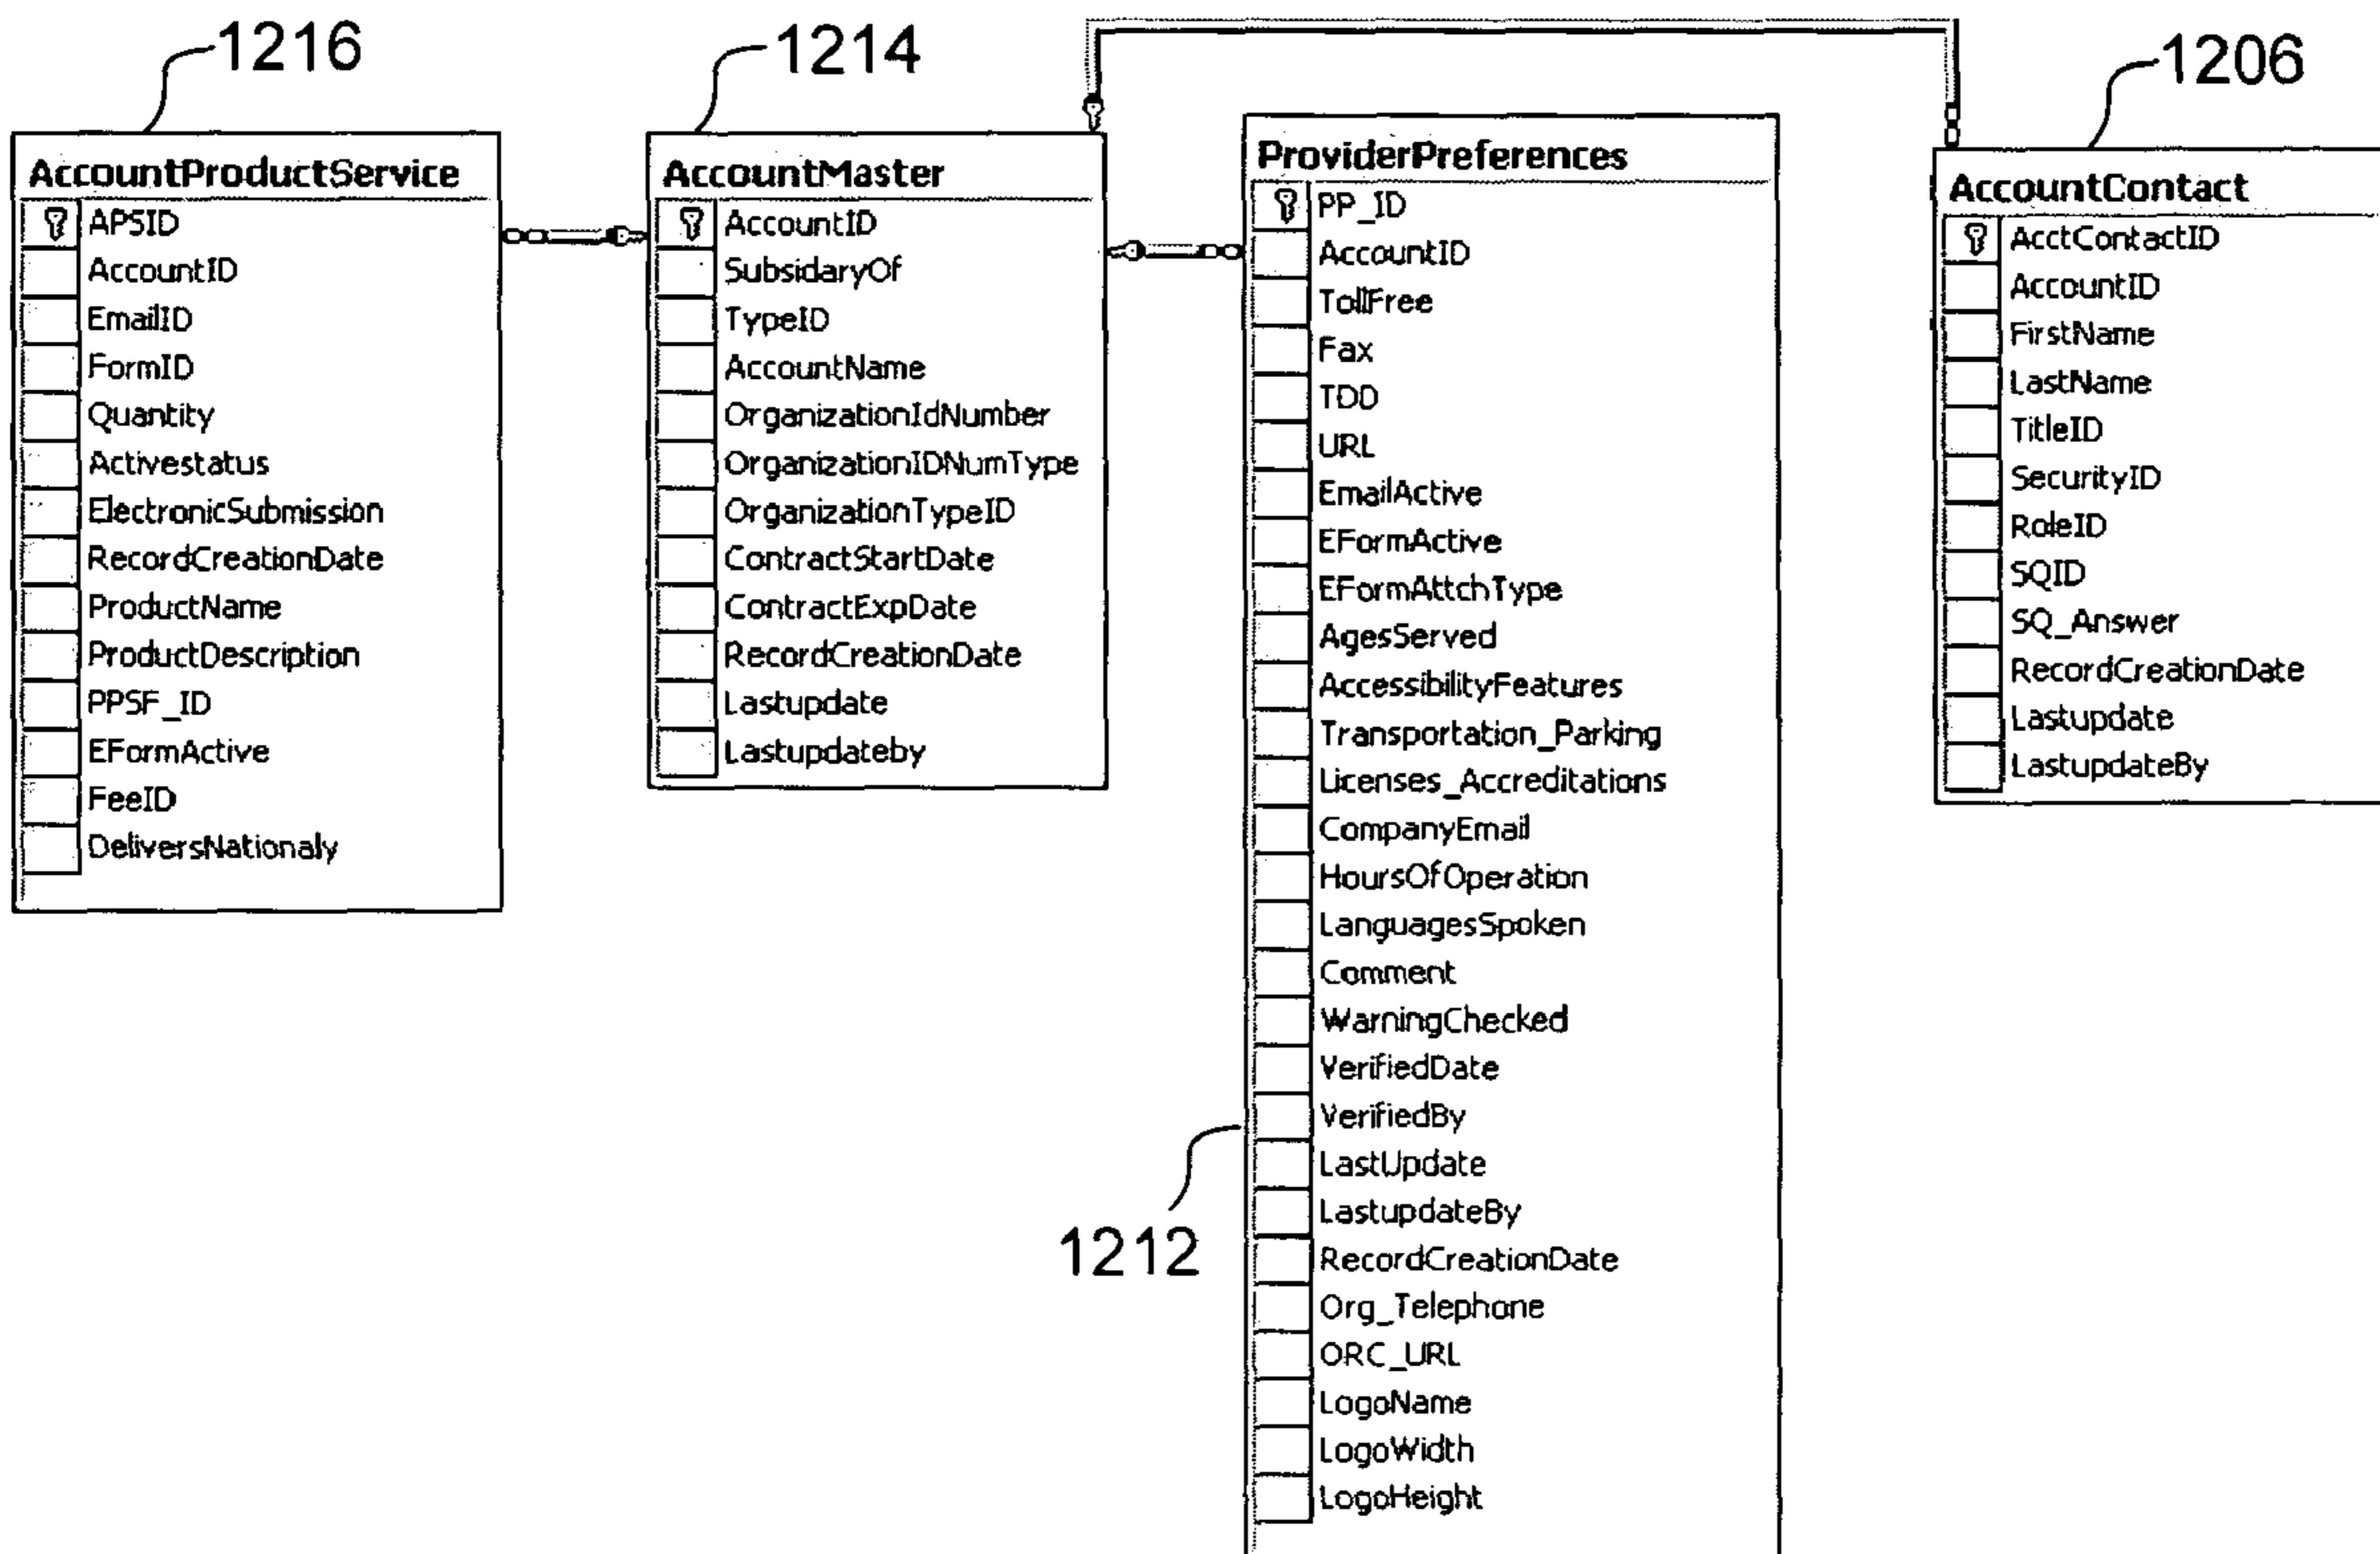 1216
AccountProductService
APSID
AccountID
EmailID
FormID
Quantity
Activestatus
ElectronicSubmission
RecordCreationDate
ProductName
ProductDescription
PPSF_ID
EFormActive
FeeID
DeliversNationaly
1214
AccountMaster
AccountID
SubsidaryOf
TypeID
AccountName
OrganizationIdNumber
OrganizationIDNumType
OrganizationTypeID
ContractStartDate
ContractExpDate
RecordCreationDate
Lastupdate
Lastupdateby
ProviderPreferences
PP_ID
AccountID
TollFree
Fax
TDD
URL
EmailActive
EFormActive
EFormAttchType
AgesServed
AccessibilityFeatures
Transportation_Parking
Licenses_Accreditations
CompanyEmail
HoursOfOperation
LanguagesSpoken
Comment
WarningChecked
VerifiedDate
VerifiedBy
LastUpdate
LastupdateBy
RecordCreationDate
Org_Telephone
ORC_URL
LogoName
LogoWidth
LogoHeight
1212
1206
AccountContact
AcctContactID
AccountID
FirstName
LastName
TitleID
SecurityID
RoleID
SQID
SQ_Answer
RecordCreationDate
Lastupdate
LastupdateBy